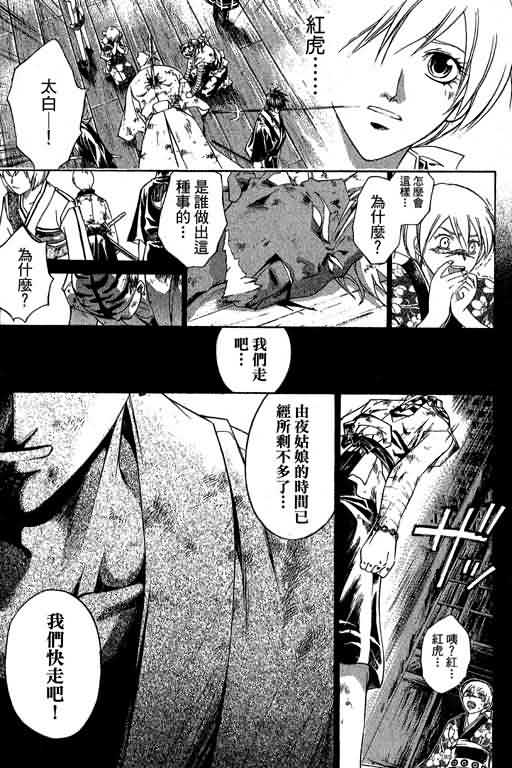 紅虎……
太白—！
怎麼會
這樣…
為什麼？
是誰做出這
種事的…
為什麼？
我們走
吧…
咦？紅…
紅虎…
由夜姑娘的時間已
經所剩不多了…
我們快走吧！